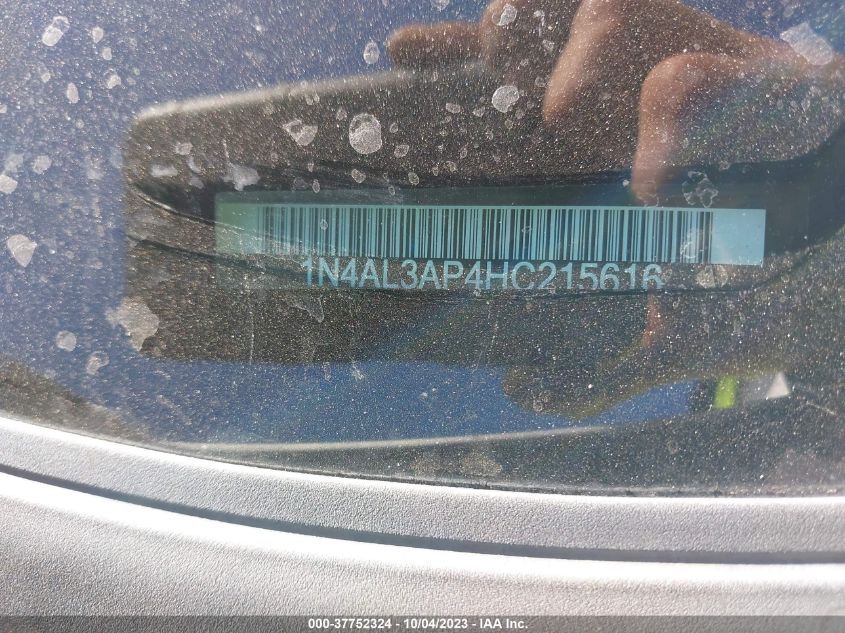 1N4AL3AP4HC215616
000-37752324 - 10/04/2023 - IAA Inc.